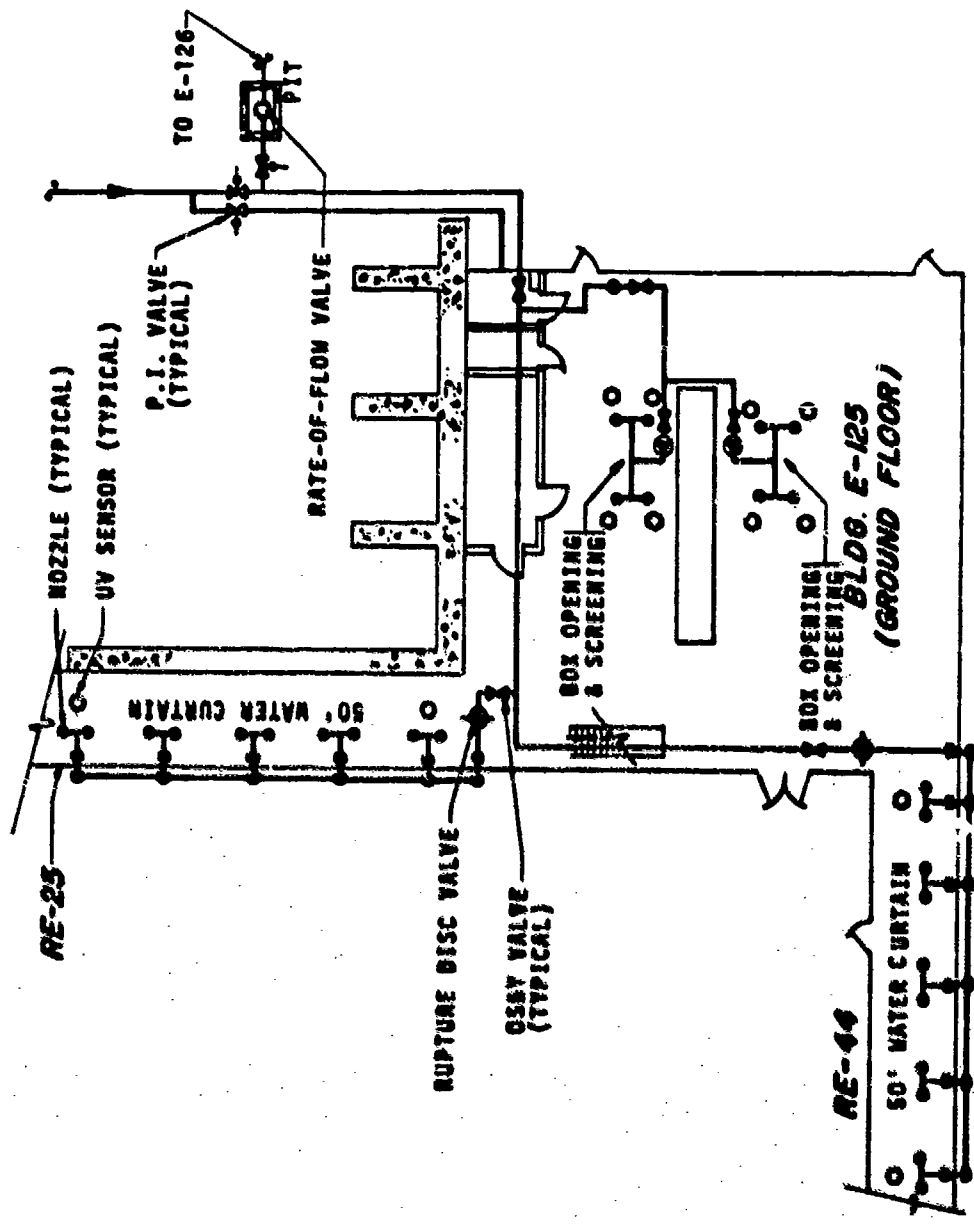 TO E-126
PIT
P.I. VALVE
(TYPICAL)
RATE-OF-FLOW VALVE
NOZZLE (TYPICAL)
UV SENSOR (TYPICAL)
50' WATER CURTAIN
RE-25
RUPTURE DISC VALVE
OS&Y VALVE
(TYPICAL)
BOX OPENING
& SCREENING
BOX OPENING
& SCREENING
BLDG. E-125
(GROUND FLOOR)
RE-44
50' WATER CURTAIN